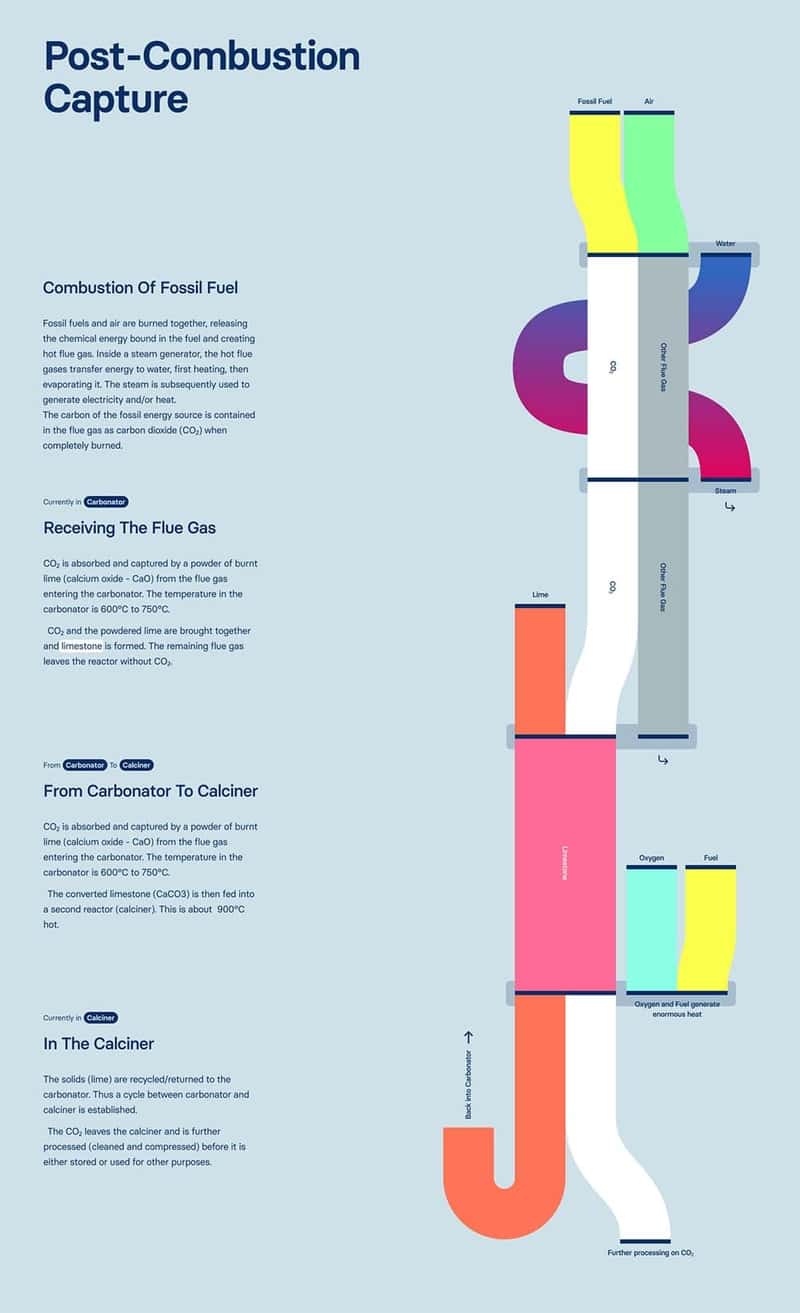 Post-Combustion
Capture
Fossil Fuel
Air
Water
Combustion Of Fossil Fuel
Fossil fuels and air are burned together, releasing
the chemical energy bound in the fuel and creating
hot flue gas. Inside a steam generator, the hot flue
gases transfer energy to water, first heating, then
evaporating it. The steam is subsequently used to
generate electricity and/or heat.
The carbon of the fossil energy source is contained
in the flue gas as carbon dioxide (CO₂) when
completely burned.
CO₂
Other Flue Gas
Steam
Currently in Carbonator
Receiving The Flue Gas
CO₂ is absorbed and captured by a powder of burnt
lime (calcium oxide - CaO) from the flue gas
entering the carbonator. The temperature in the
carbonator is 600°C to 750°C.
CO₂ and the powdered lime are brought together
and limestone is formed. The remaining flue gas
leaves the reactor without CO₂.
CO₂
Other Flue Gas
Lime
From Carbonator To Calciner
From Carbonator To Calciner
CO₂ is absorbed and captured by a powder of burnt
lime (calcium oxide - CaO) from the flue gas
entering the carbonator. The temperature in the
carbonator is 600°C to 750°C.
The converted limestone (CaCO3) is then fed into
a second reactor (calciner). This is about 900°C
hot.
Limestone
Oxygen
Fuel
Oxygen and Fuel generate
enormous heat
Currently in Calciner
In The Calciner
The solids (lime) are recycled/returned to the
carbonator. Thus a cycle between carbonator and
calciner is established.
The CO₂ leaves the calciner and is further
processed (cleaned and compressed) before it is
either stored or used for other purposes.
Back into Carbonator
Further processing on CO₂